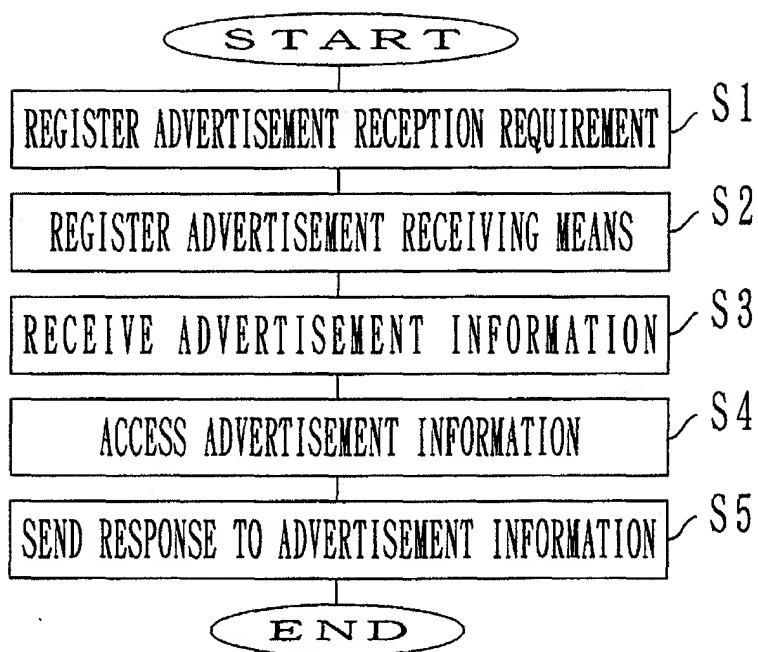 START
REGISTER ADVERTISEMENT RECEPTION REQUIREMENT S1
REGISTER ADVERTISEMENT RECEIVING MEANS S2
RECEIVE ADVERTISEMENT INFORMATION S3
ACCESS ADVERTISEMENT INFORMATION S4
SEND RESPONSE TO ADVERTISEMENT INFORMATION S5
END